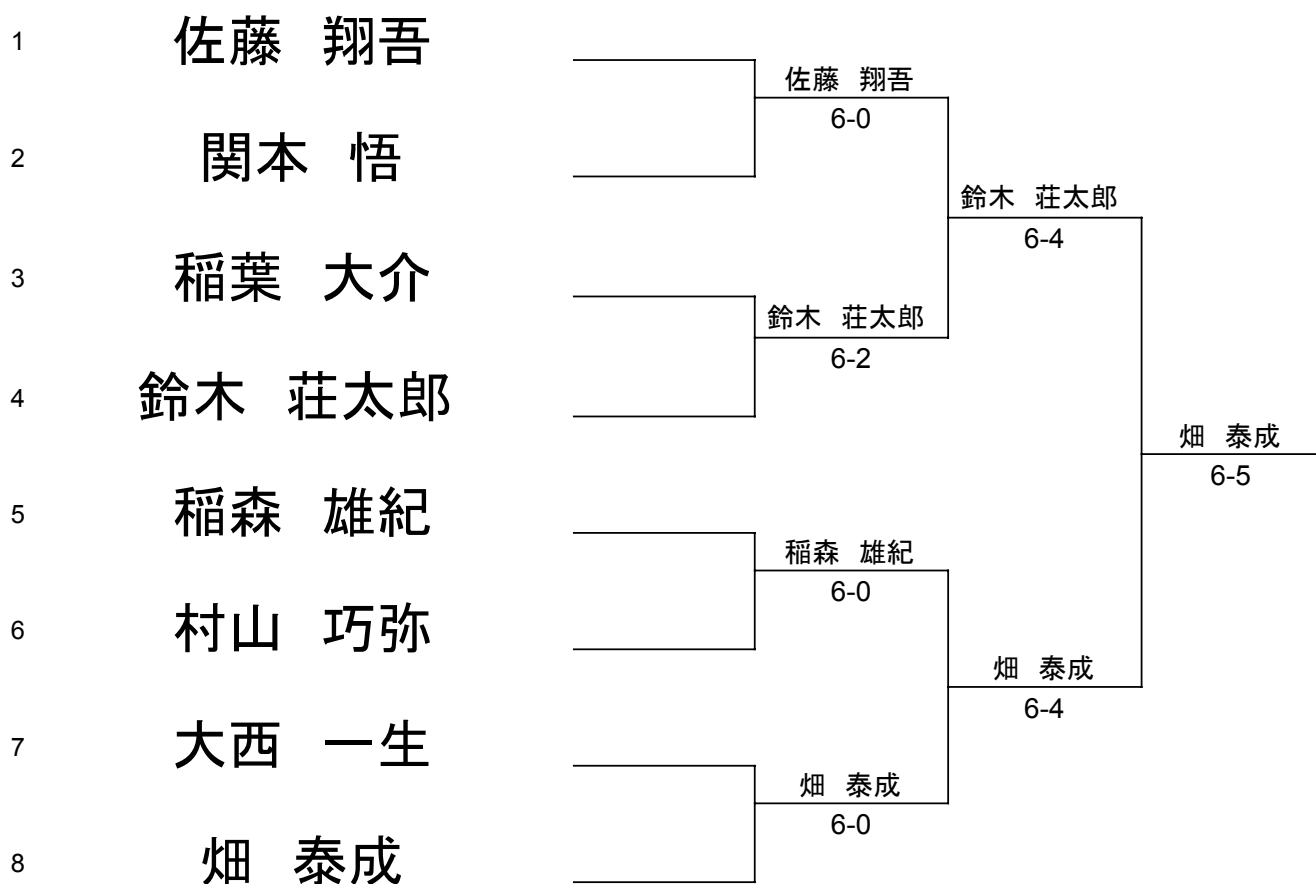 1 佐藤 翔吾
佐藤 翔吾
6-0
2 関本 悟
鈴木 荘太郎
6-4
3 稲葉 大介
鈴木 荘太郎
6-2
4 鈴木 荘太郎
畑 泰成
6-5
5 稲森 雄紀
稲森 雄紀
6-0
6 村山 巧弥
畑 泰成
6-4
7 大西 一生
畑 泰成
6-0
8 畑 泰成